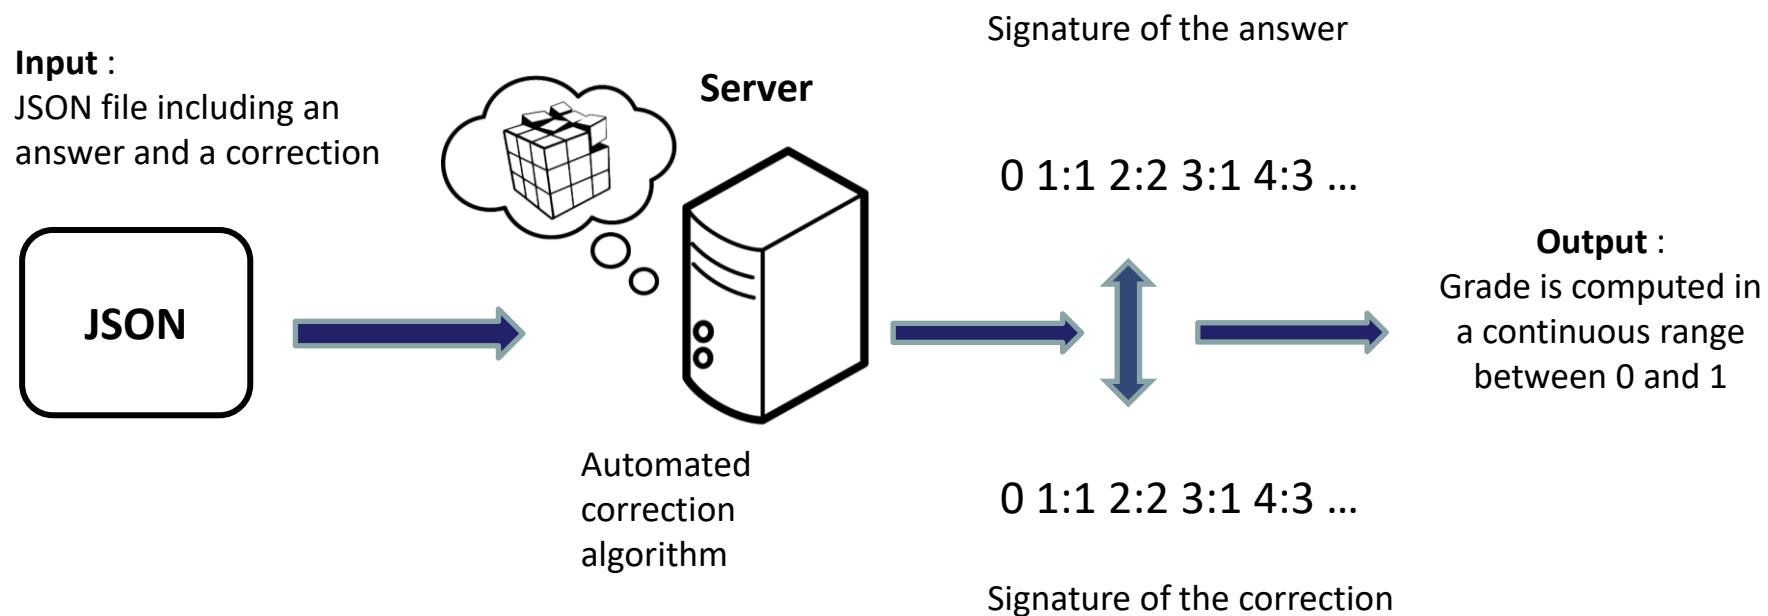 Input :
JSON file including an
answer and a correction
JSON
Server
Automated
correction
algorithm
Signature of the answer
0 1:1 2:2 3:1 4:3 ...
0 1:1 2:2 3:1 4:3 ...
Signature of the correction
Output :
Grade is computed in
a continuous range
between 0 and 1